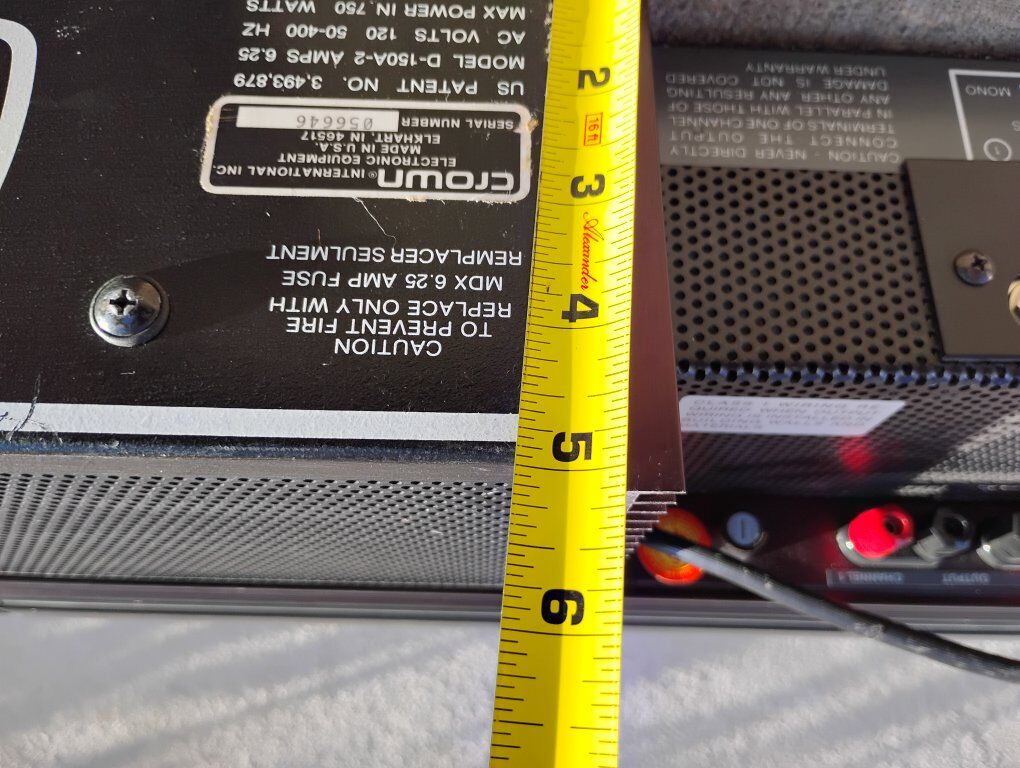 MAX POWER IN 750 WATTS
AC VOLTS 120 50-400 HZ
MODEL D-150A-2 AMPS 6.25
US PATENT NO. 3,493,879
SERIAL NUMBER 056646
ELKHART, IN 46517
MADE IN U.S.A.
ELECTRONIC EQUIPMENT
crown ® INTERNATIONAL INC.
REMPLACER SEULMENT
MDX 6.25 AMP FUSE
REPLACE ONLY WITH
TO PREVENT FIRE
CAUTION
2
16ft
3
Alexander
4
5
6
UNDER WARRANTY
DAMAGE IS NOT COVERED
ANY OTHER AND RESULTING
IN PARALLEL WITH THOSE OF
TERMINALS OF ONE CHANNEL
CONNECT THE OUTPUT
CAUTION - NEVER DIRECTLY
MONO
1
CHANNEL 1
OUTPUT